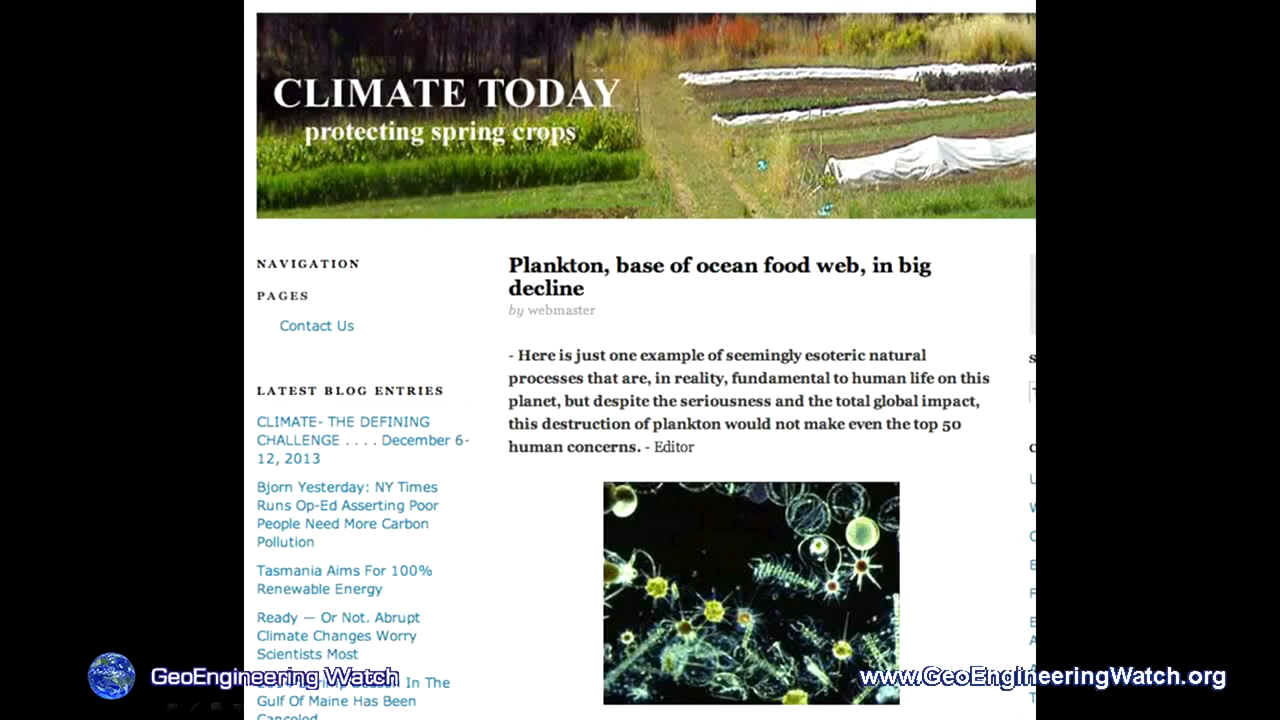 CLIMATE TODAY
protecting spring crops
NAVIGATION
PAGES
Contact Us
LATEST BLOG ENTRIES
CLIMATE- THE DEFINING
CHALLENGE . . . . December 6-
12, 2013
Bjorn Yesterday: NY Times
Runs Op-Ed Asserting Poor
People Need More Carbon
Pollution
Tasmania Aims For 100%
Renewable Energy
Ready — Or Not. Abrupt
Climate Changes Worry
Scientists Most
In The
Gulf Of Maine Has Been
Canceled
Plankton, base of ocean food web, in big
decline
by webmaster
- Here is just one example of seemingly esoteric natural
processes that are, in reality, fundamental to human life on this
planet, but despite the seriousness and the total global impact,
this destruction of plankton would not make even the top 50
human concerns. - Editor
GeoEngineering Watch
www.GeoEngineeringWatch.org